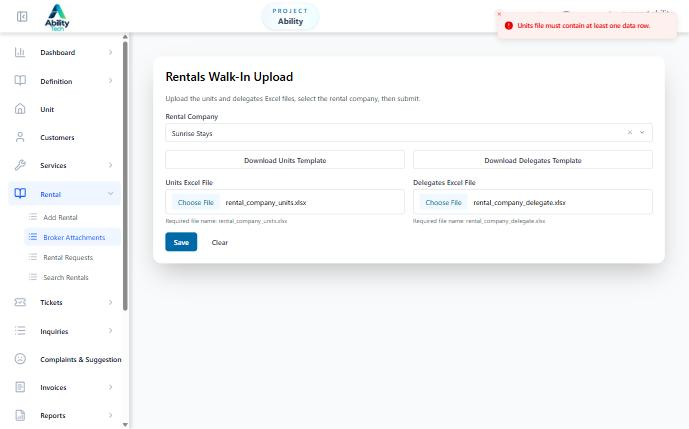 Ability
Tech
PROJECT
Ability
Units file must contain at least one data row.
Dashboard
Definition
Unit
Customers
Services
Rental
Add Rental
Broker Attachments
Rental Requests
Search Rentals
Tickets
Inquiries
Complaints & Suggestion
Invoices
Reports
Rentals Walk-In Upload
Upload the units and delegates Excel files, select the rental company, then submit.
Rental Company
Sunrise Stays
Download Units Template
Download Delegates Template
Units Excel File
Delegates Excel File
Choose File rental_company_units.xlsx
Choose File rental_company_delegate.xlsx
Required file name: rental_company_units.xlsx
Required file name: rental_company_delegate.xlsx
Save
Clear